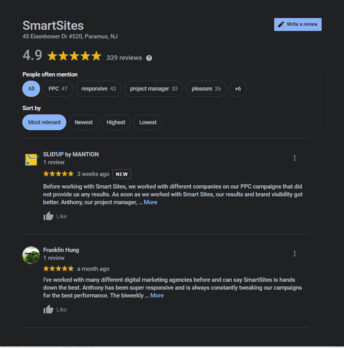 SmartSites
Write a review
45 Eisenhower Dr #520, Paramus, NJ
4.9 339 reviews
People often mention
All PPC 47 responsive 42 project manager 33 pleasure 26 +6
Sort by
Most relevant Newest Highest Lowest
SLID'UP by MANTION
1 review
3 weeks ago NEW
Before working with Smart Sites, we worked with different companies on our PPC campaigns that did
not provide us any results. As soon as we worked with Smart Sites, our results and brand visibility got
better. Anthony, our project manager, ... More
Like
Franklin Hung
1 review
a month ago
I've worked with many different digital marketing agencies before and can say SmartSites is hands
down the best. Anthony has been super responsive and is always constantly tweaking our campaigns
for the best performance. The biweekly ... More
Like